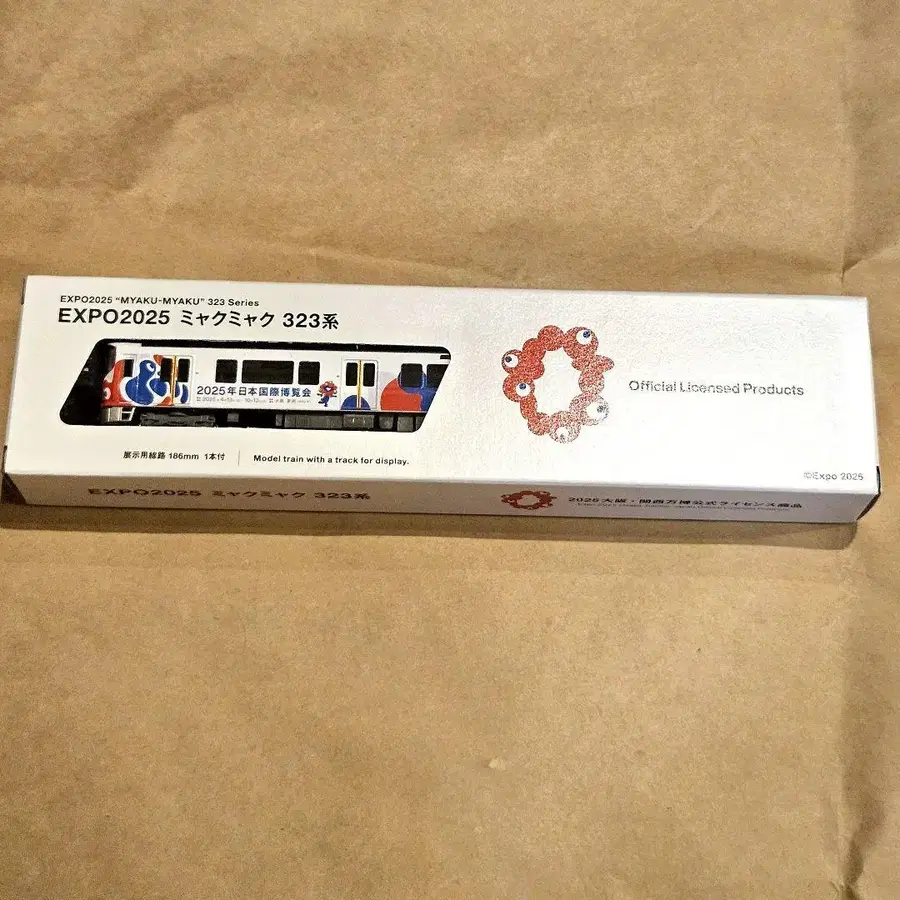 EXPO2025 "MYAKU-MYAKU" 323 Series
EXPO2025 ミャクミャク 323系
2025年日本国際博覧会
展示用線路 186mm 1本付
Model train with a track for display.
Official Licensed Products
©Expo 2025
EXPO2025 ミャクミャク 323系
2025大阪・関西万博公式ライセンス商品